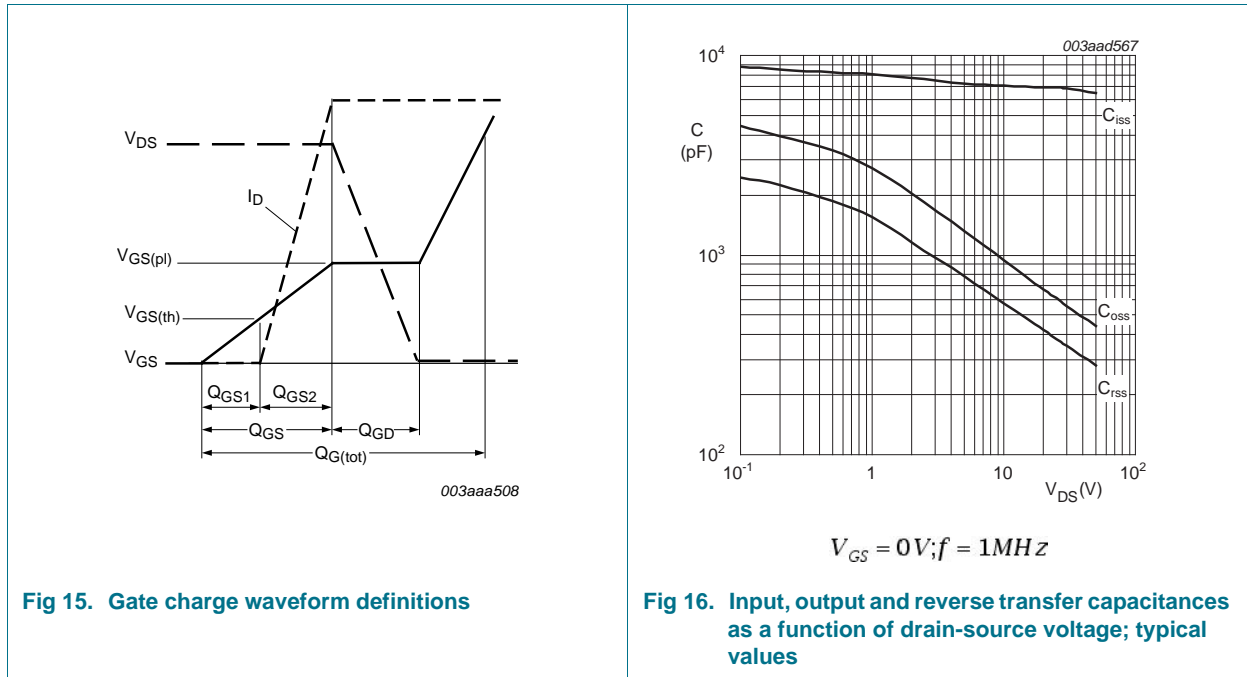 V_DS
I_D
V_GS(pl)
V_GS(th)
V_GS
Q_GS1
Q_GS2
Q_GS
Q_GD
Q_G(tot)
003aaa508
Fig 15. Gate charge waveform definitions
003aad567
10^4
C
(pF)
C_iss
10^3
C_oss
C_rss
10^2
10^-1
1
10
10^2
V_DS(V)
V_GS = 0V;f = 1MHz
Fig 16. Input, output and reverse transfer capacitances
as a function of drain-source voltage; typical
values